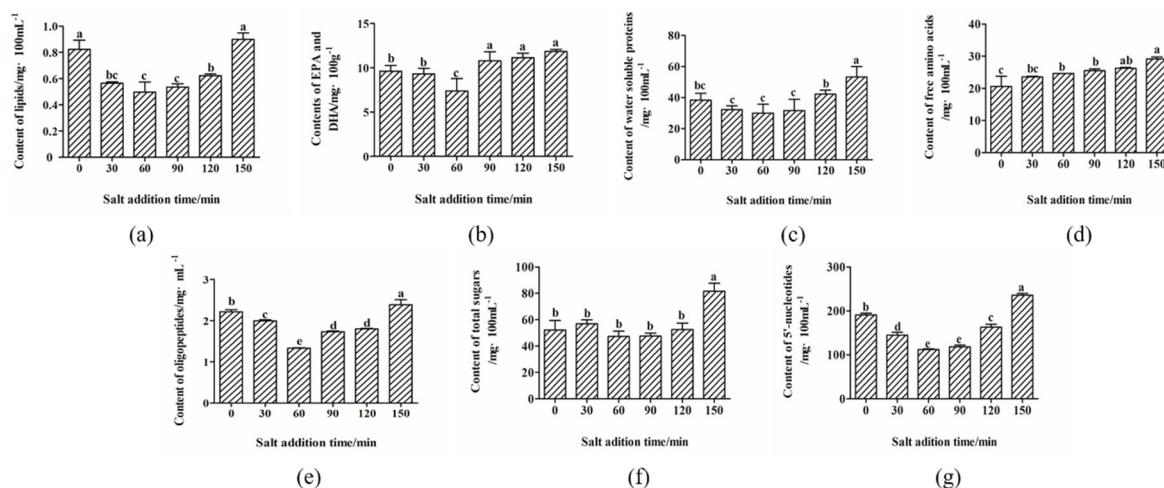 Content of lipids/mg· 100mL⁻¹
1.0
0.8
0.6
0.4
0.2
0
a
bc
c
c
b
a
0 30 60 90 120 150
Salt addition time/min
(a)
Contents of EPA and
DHA/mg· 100g⁻¹
15
10
5
0
b
b
c
a
a
a
0 30 60 90 120 150
Salt addition time/min
(b)
Content of water soluble proteins
/mg· 100mL⁻¹
80
60
40
20
0
bc
c
c
c
b
a
0 30 60 90 120 150
Salt addition time/min
(c)
Content of free amino acids
/mg· 100mL⁻¹
40
30
20
10
0
c
bc
b
b
ab
a
0 30 60 90 120 150
Salt addition time/min
(d)
Content of oligopeptides/mg· mL⁻¹
3
2
1
0
b
c
e
d
d
a
0 30 60 90 120 150
Salt addition time/min
(e)
Content of total sugars
/mg· 100mL⁻¹
100
80
60
40
20
0
b
b
b
b
b
a
0 30 60 90 120 150
Salt addition time/min
(f)
Content of 5'-nucleotides
/mg· 100mL⁻¹
300
200
100
0
b
d
e
e
c
a
0 30 60 90 120 150
Salt addition time/min
(g)